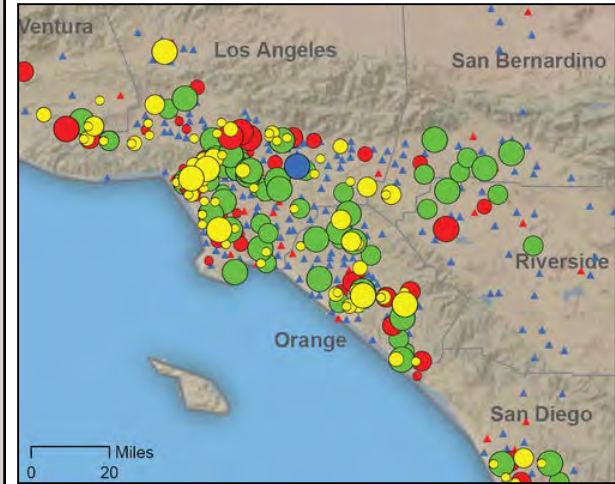 Ventura
Los Angeles
San Bernardino
Riverside
Orange
San Diego
Miles
0 20